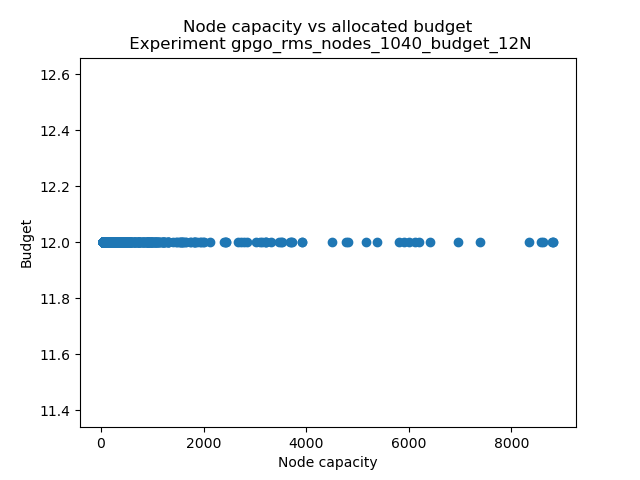 Node capacity vs allocated budget
Experiment gpgo_rms_nodes_1040_budget_12N
12.6
12.4
12.2
12.0
11.8
11.6
11.4
Budget
0 2000 4000 6000 8000
Node capacity